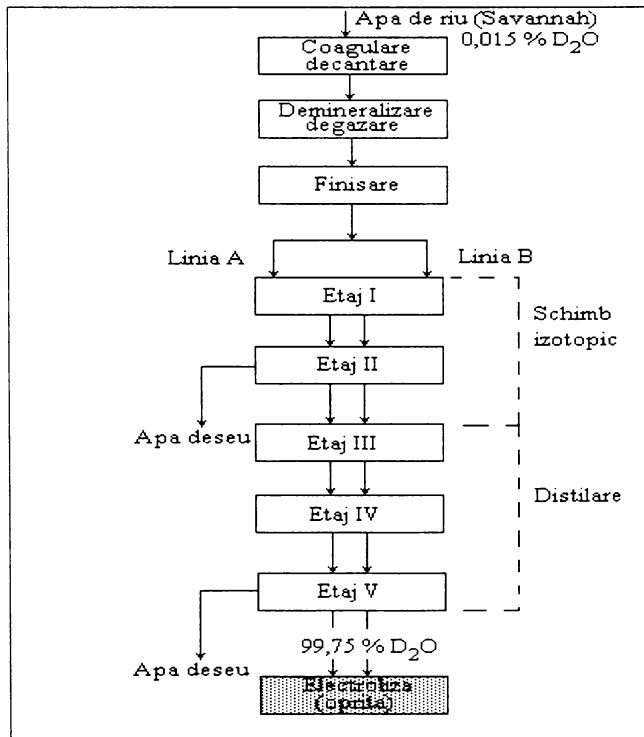 Apa de riu (Savannah)
0,015 % D₂O
Coagulare
decantare
Demineralizare
degazare
Finisare
Linia A
Linia B
Etaj I
Schimb
izotopic
Etaj II
Apa deseu
Etaj III
Etaj IV
Distilare
Etaj V
99,75 % D₂O
Apa deseu
Electroliza
(oprita)